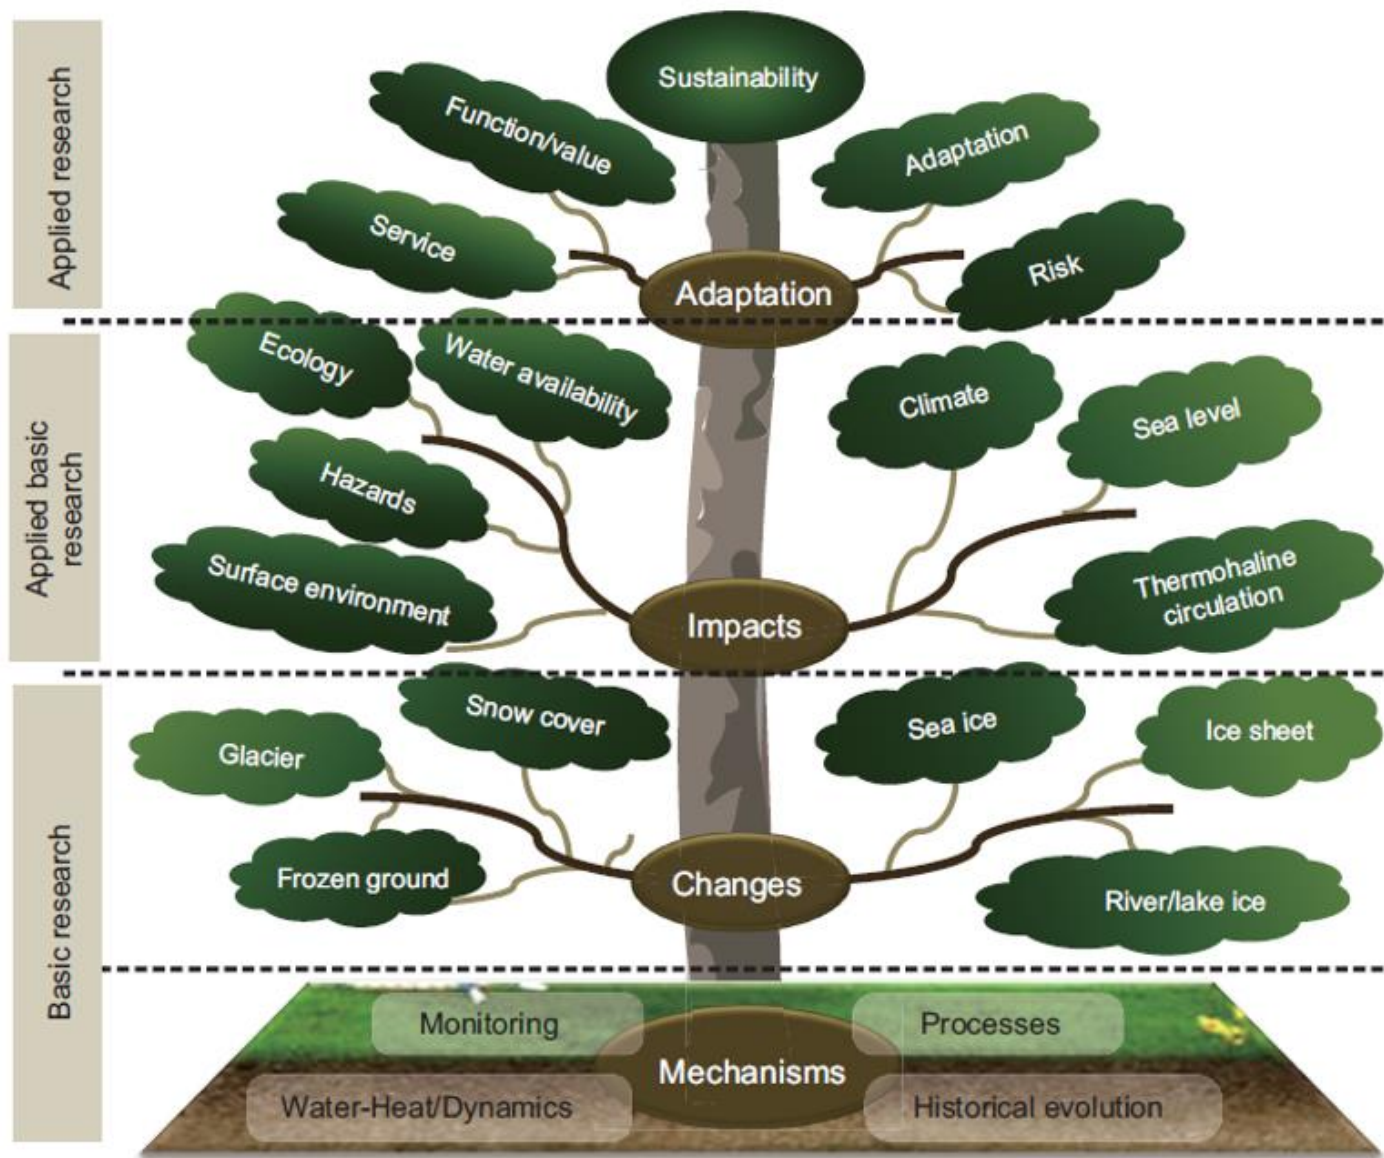 Sustainability
Applied research
Function/value
Adaptation
Service
Risk
Adaptation
Applied basic
research
Ecology
Water availability
Climate
Sea level
Hazards
Surface environment
Thermohaline
circulation
Impacts
Basic research
Snow cover
Glacier
Sea ice
Ice sheet
Frozen ground
Changes
River/lake ice
Monitoring
Processes
Mechanisms
Water-Heat/Dynamics
Historical evolution